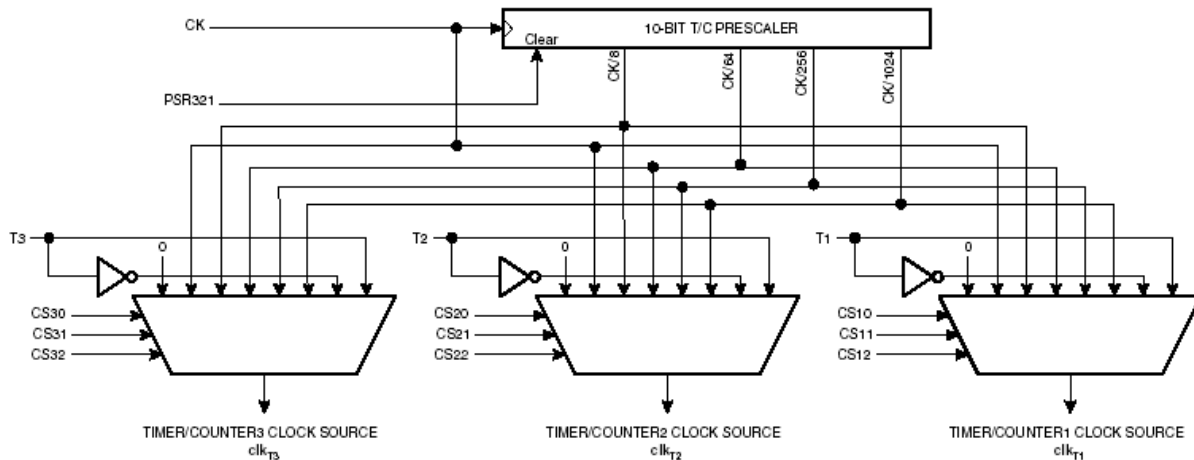 CK
10-BIT T/C PRESCALER
Clear
CK/8
CK/64
CK/256
CK/1024
PSR321
T3
0
T2
0
T1
0
CS30
CS31
CS32
CS20
CS21
CS22
CS10
CS11
CS12
TIMER/COUNTER3 CLOCK SOURCE
clkT3
TIMER/COUNTER2 CLOCK SOURCE
clkT2
TIMER/COUNTER1 CLOCK SOURCE
clkT1